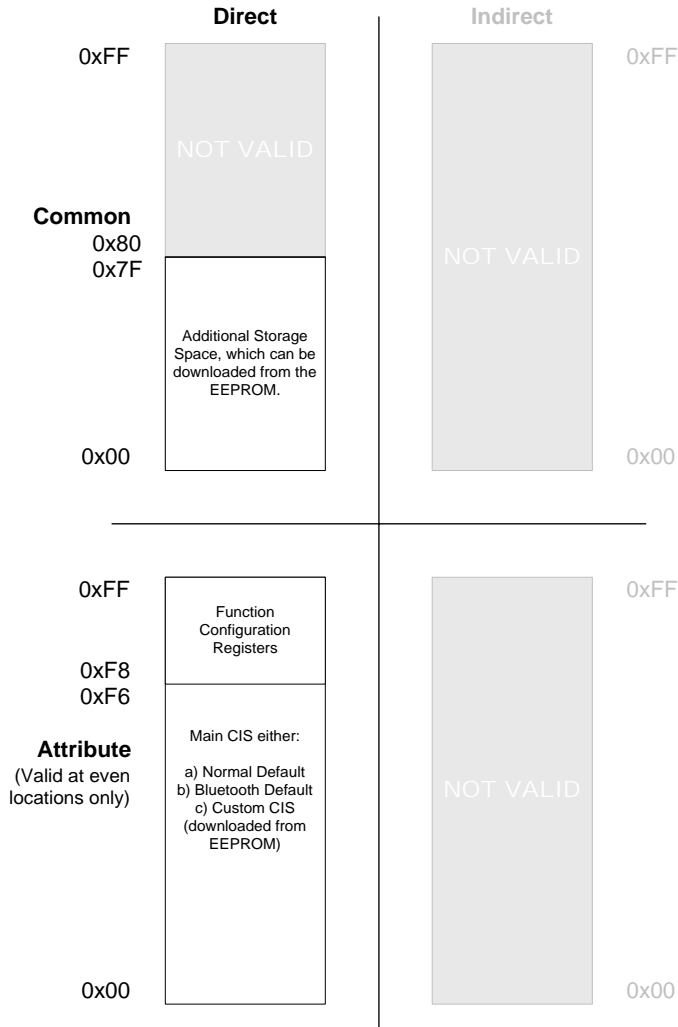 Direct
Indirect
0xFF
0xFF
NOT VALID
Common
0x80
0x7F
NOT VALID
Additional Storage
Space, which can be
downloaded from the
EEPROM.
0x00
0x00
0xFF
0xFF
Function
Configuration
Registers
0xF8
0xF6
Attribute
(Valid at even
locations only)
Main CIS either:
a) Normal Default
b) Bluetooth Default
c) Custom CIS
(downloaded from
EEPROM)
NOT VALID
0x00
0x00